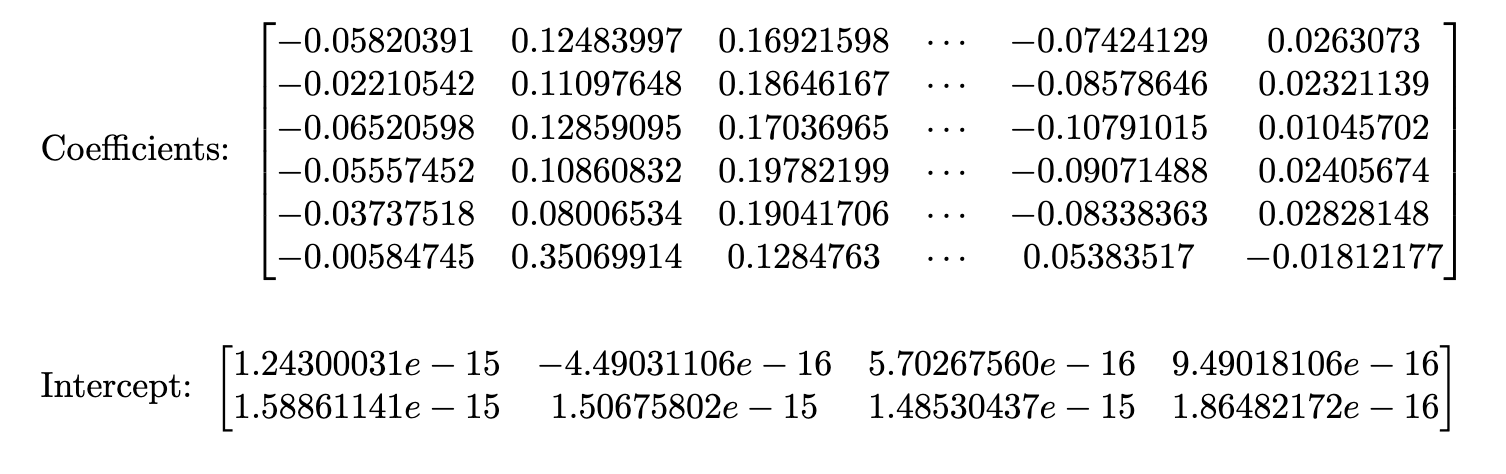 −0.05820391 0.12483997 0.16921598 ⋯ −0.07424129 0.0263073
−0.02210542 0.11097648 0.18646167 ⋯ −0.08578646 0.02321139
−0.06520598 0.12859095 0.17036965 ⋯ −0.10791015 0.01045702
Coefficients:
−0.05557452 0.10860832 0.19782199 ⋯ −0.09071488 0.02405674
−0.03737518 0.08006534 0.19041706 ⋯ −0.08338363 0.02828148
−0.00584745 0.35069914 0.1284763 ⋯ 0.05383517 −0.01812177
Intercept:
1.24300031e − 15 −4.49031106e − 16 5.70267560e − 16 9.49018106e − 16
1.58861141e − 15 1.50675802e − 15 1.48530437e − 15 1.86482172e − 16